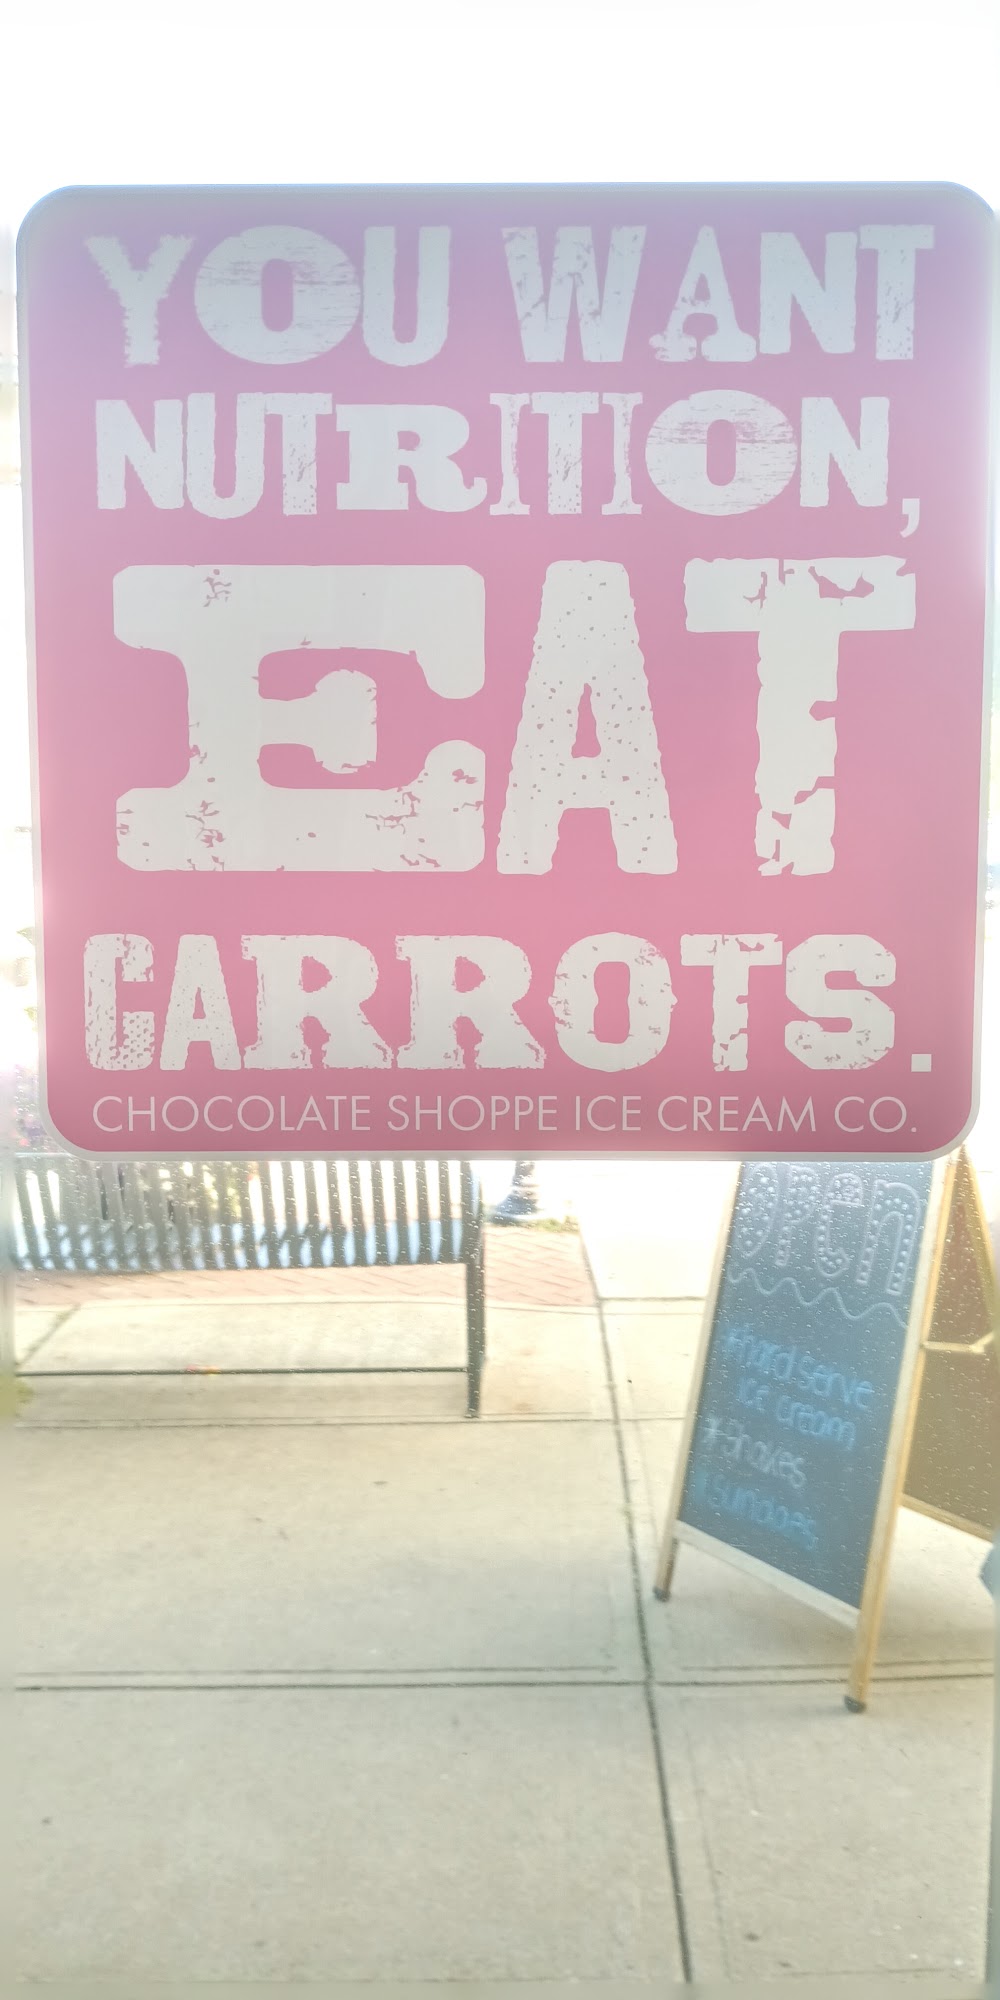 YOU WANT
NUTRITION,
EAT
CARROTS.
CHOCOLATE SHOPPE ICE CREAM CO.
open
*hard serve
ice cream
*shakes
*sundaes